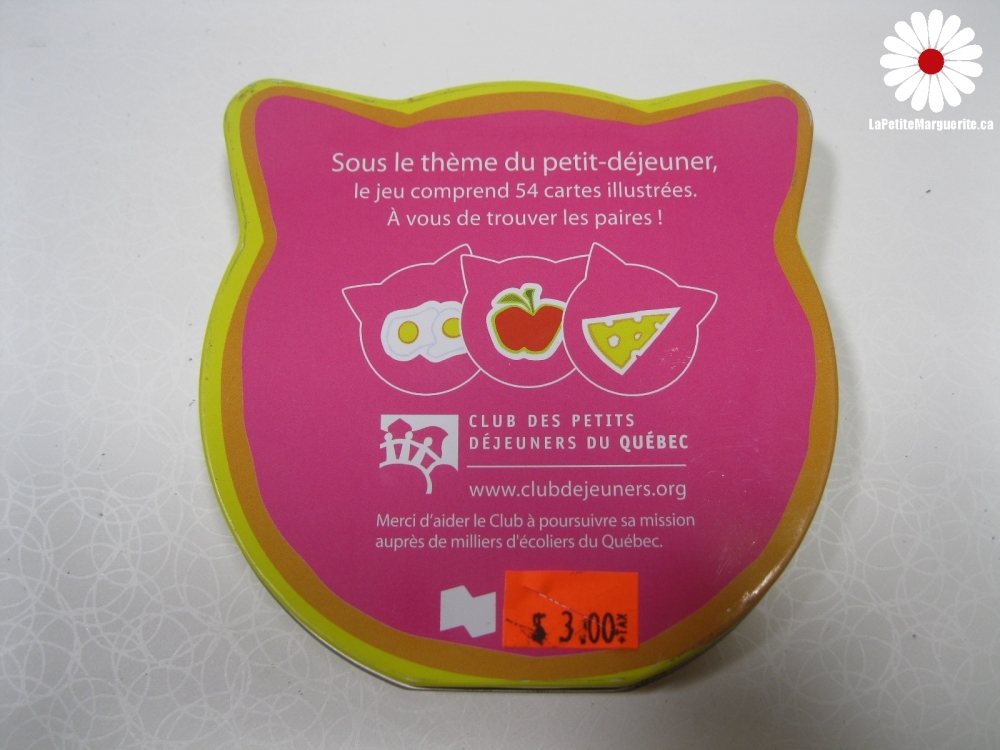 LaPetiteMarguerite.ca
Sous le thème du petit-déjeuner,
le jeu comprend 54 cartes illustrées.
À vous de trouver les paires !
CLUB DES PETITS
DÉJEUNERS DU QUÉBEC
www.clubdejeuners.org
Merci d'aider le Club à poursuivre sa mission
auprès de milliers d'écoliers du Québec.
$ 3.00 +TAX